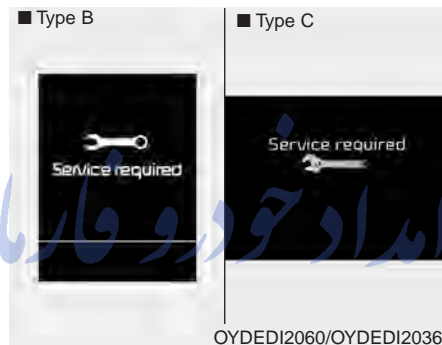 ■ Type B
■ Type C
Service required
Service required
امداد خودرو فارما
OYDEDI2060/OYDEDI2036